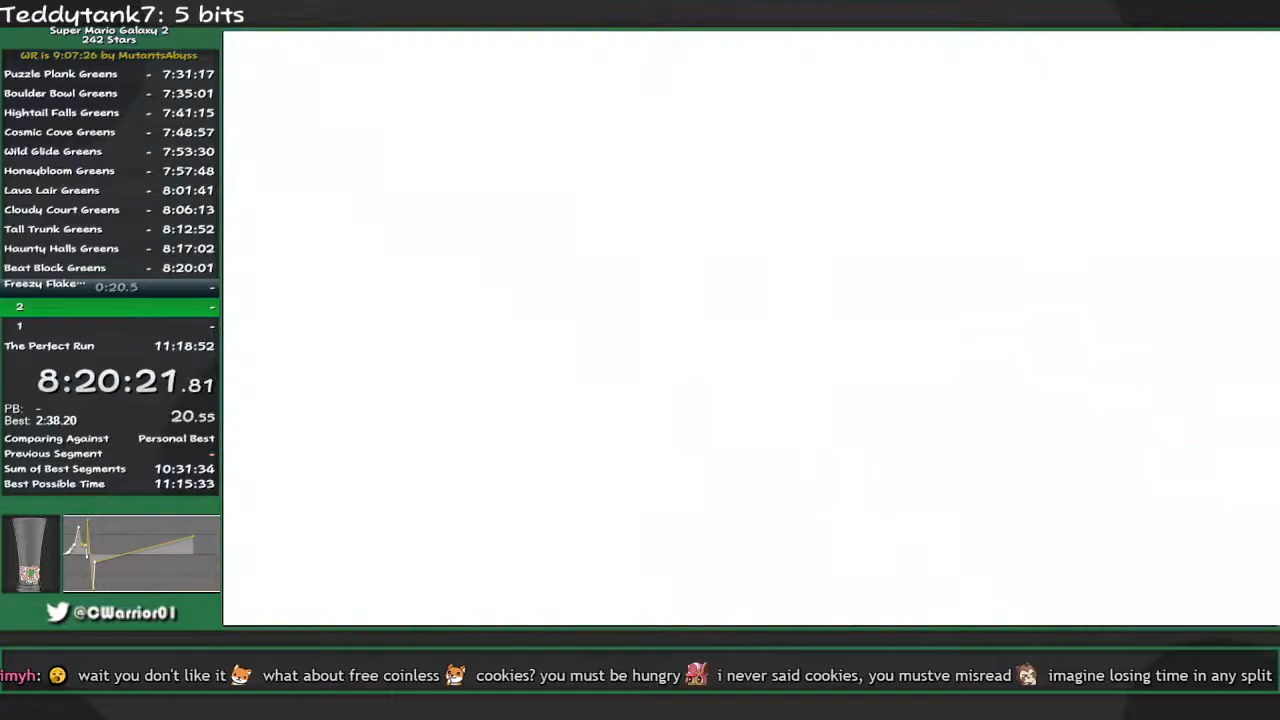 Teddytank7: 5 bits
Super Mario Galaxy 2
242 Stars
WR is 9:07:26 by MutantsAbyss
Puzzle Plank Greens - 7:31:17
Boulder Bowl Greens - 7:35:01
Hightail Falls Greens - 7:41:15
Cosmic Cove Greens - 7:48:57
Wild Glide Greens - 7:53:30
Honeybloom Greens - 7:57:48
Lava Lair Greens - 8:01:41
Cloudy Court Greens - 8:06:13
Tall Trunk Greens - 8:12:52
Haunty Halls Greens - 8:17:02
Beat Block Greens - 8:20:01
Freezy Flake... 0:20.5 -
2 -
1 -
The Perfect Run 11:18:52
8:20:21.81
PB: -
Best: 2:38.20 20.55
Comparing Against Personal Best
Previous Segment -
Sum of Best Segments 10:31:34
Best Possible Time 11:15:33
@CWarrior01
imyh: wait you don't like it what about free coinless cookies? you must be hungry i never said cookies, you mustve misread imagine losing time in any split